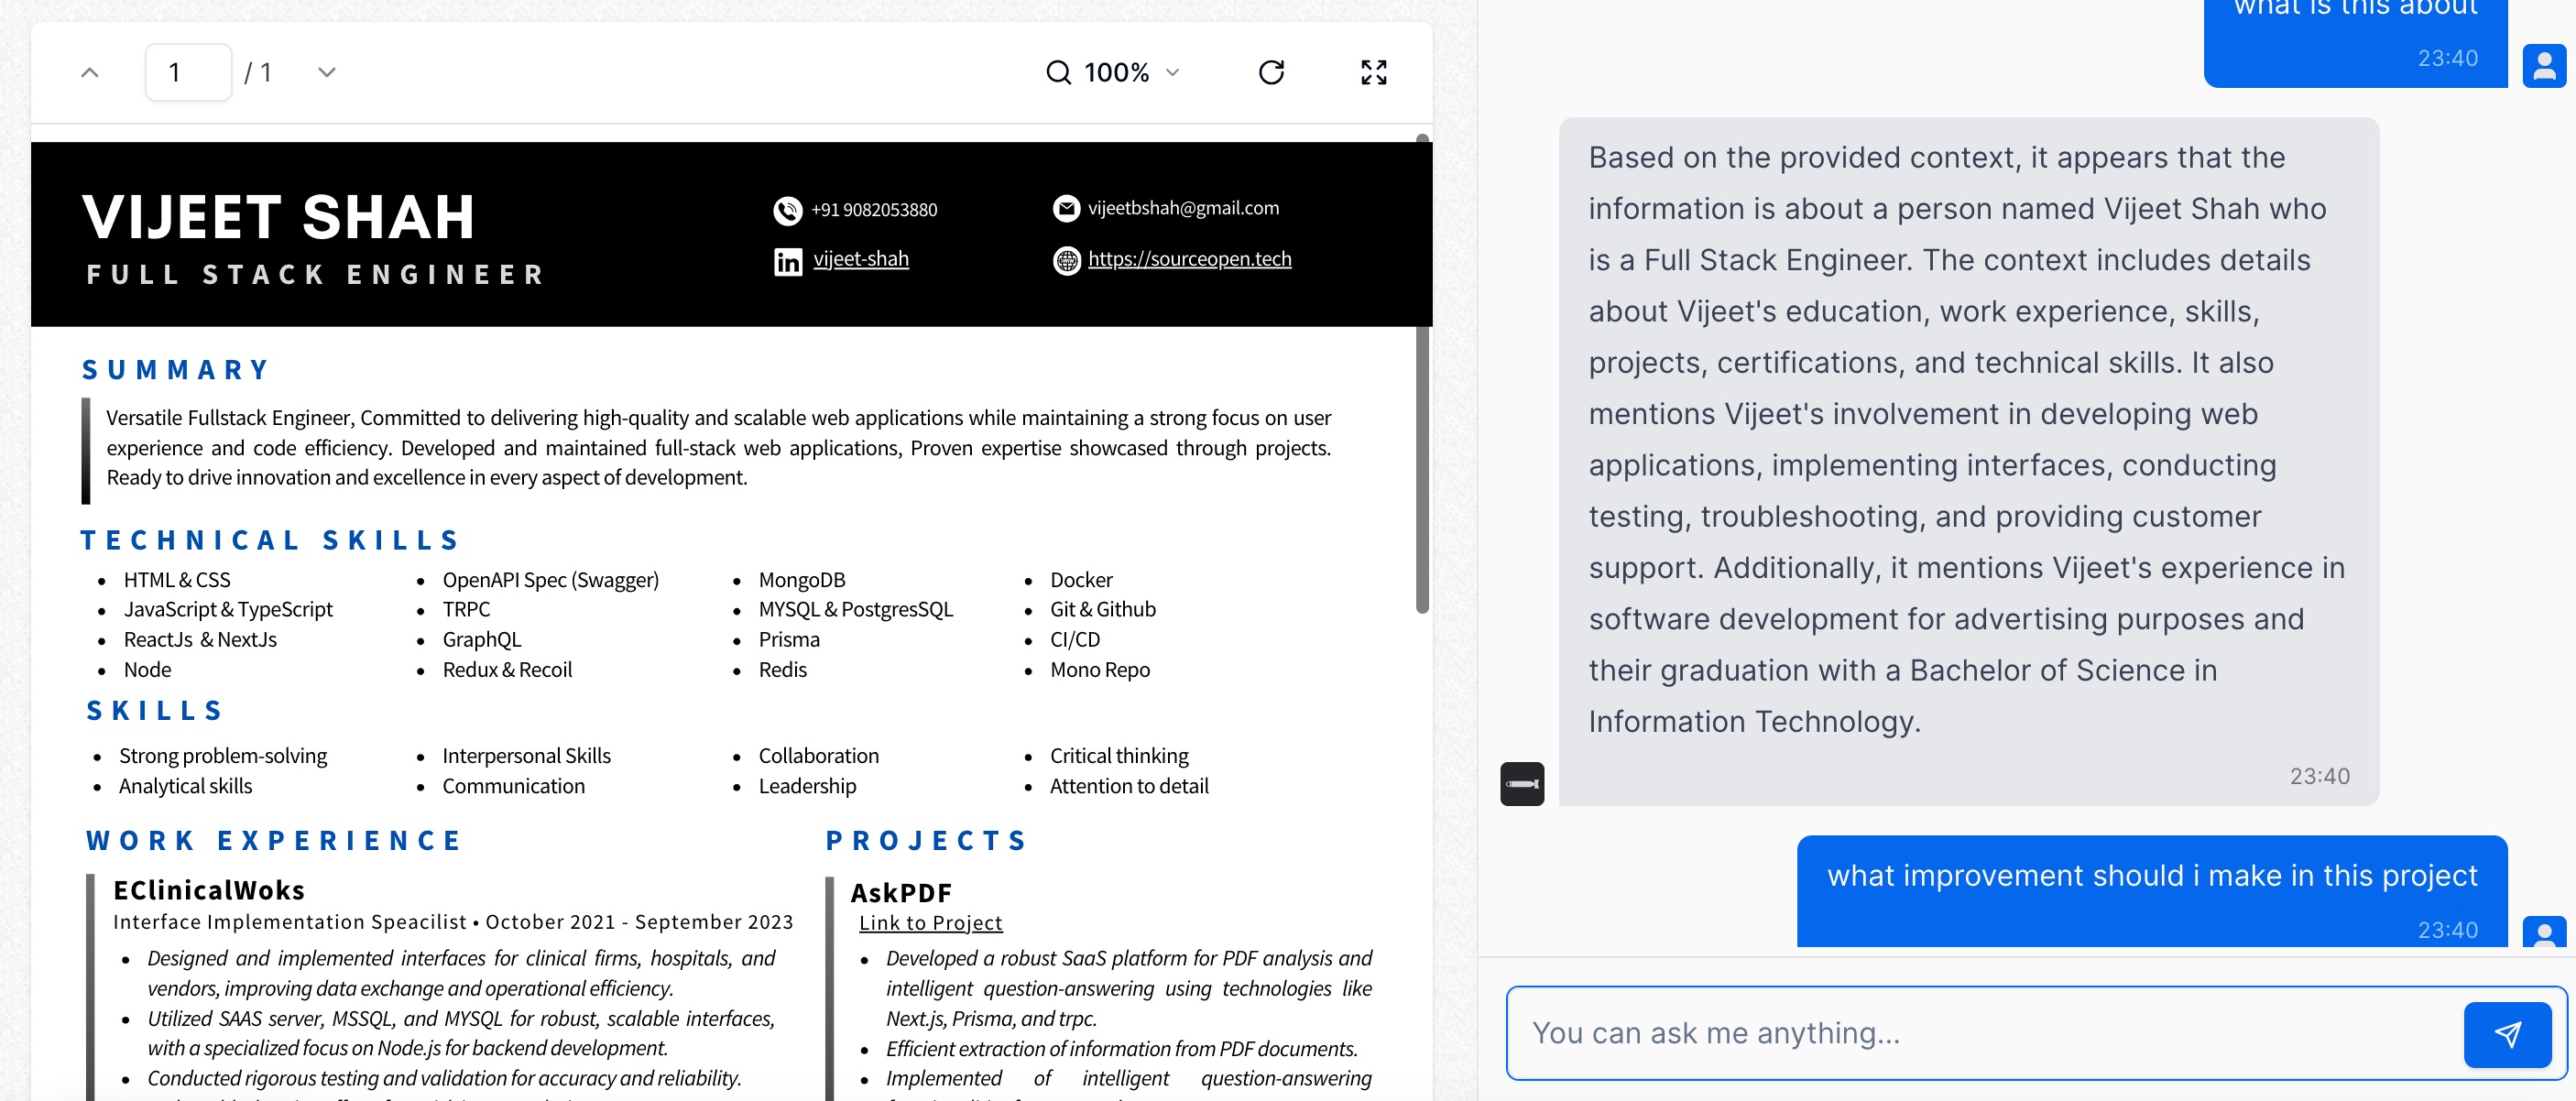 1 / 1
100%
VIJEET SHAH
FULL STACK ENGINEER
+91 9082053880
vijeetbshah@gmail.com
vijeet-shah
https://sourceopen.tech
SUMMARY
Versatile Fullstack Engineer, Committed to delivering high-quality and scalable web applications while maintaining a strong focus on user
experience and code efficiency. Developed and maintained full-stack web applications, Proven expertise showcased through projects.
Ready to drive innovation and excellence in every aspect of development.
TECHNICAL SKILLS
• HTML & CSS
• JavaScript & TypeScript
• ReactJs & NextJs
• Node
• OpenAPI Spec (Swagger)
• TRPC
• GraphQL
• Redux & Recoil
• MongoDB
• MYSQL & PostgresSQL
• Prisma
• Redis
• Docker
• Git & Github
• CI/CD
• Mono Repo
SKILLS
• Strong problem-solving
• Analytical skills
• Interpersonal Skills
• Communication
• Collaboration
• Leadership
• Critical thinking
• Attention to detail
WORK EXPERIENCE
EClinicalWoks
Interface Implementation Speacilist • October 2021 - September 2023
• Designed and implemented interfaces for clinical firms, hospitals, and
vendors, improving data exchange and operational efficiency.
• Utilized SAAS server, MSSQL, and MYSQL for robust, scalable interfaces,
with a specialized focus on Node.js for backend development.
• Conducted rigorous testing and validation for accuracy and reliability.
PROJECTS
AskPDF
Link to Project
• Developed a robust SaaS platform for PDF analysis and
intelligent question-answering using technologies like
Next.js, Prisma, and trpc.
• Efficient extraction of information from PDF documents.
• Implemented of intelligent question-answering
what is this about
23:40
Based on the provided context, it appears that the
information is about a person named Vijeet Shah who
is a Full Stack Engineer. The context includes details
about Vijeet's education, work experience, skills,
projects, certifications, and technical skills. It also
mentions Vijeet's involvement in developing web
applications, implementing interfaces, conducting
testing, troubleshooting, and providing customer
support. Additionally, it mentions Vijeet's experience in
software development for advertising purposes and
their graduation with a Bachelor of Science in
Information Technology.
23:40
what improvement should i make in this project
23:40
You can ask me anything...